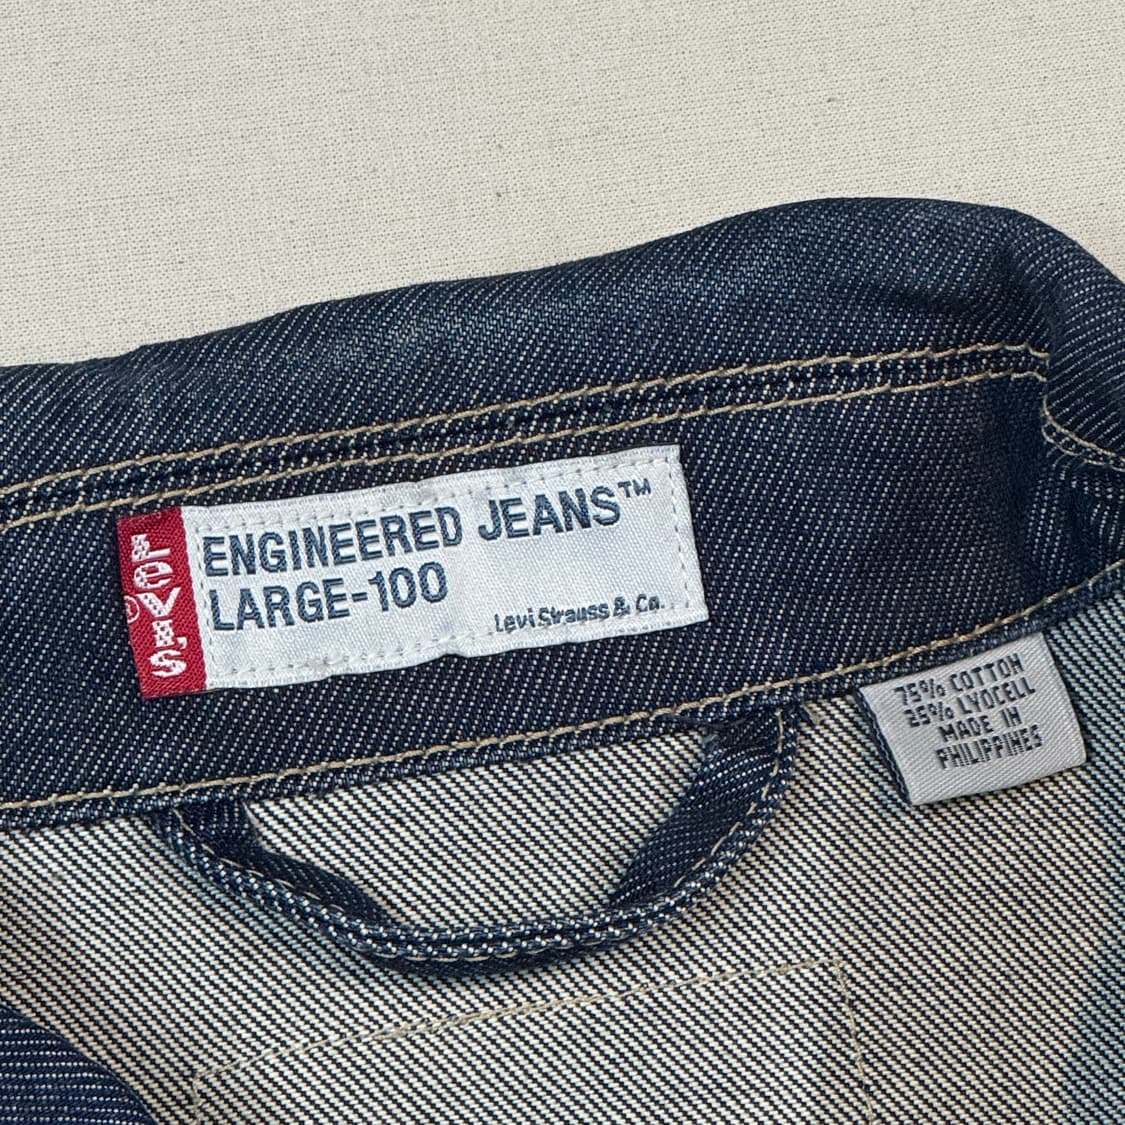 LEVI'S®
ENGINEERED JEANS™
LARGE-100
Levi Strauss & Co.
75% COTTON
25% LYOCELL
MADE IN
PHILIPPINES